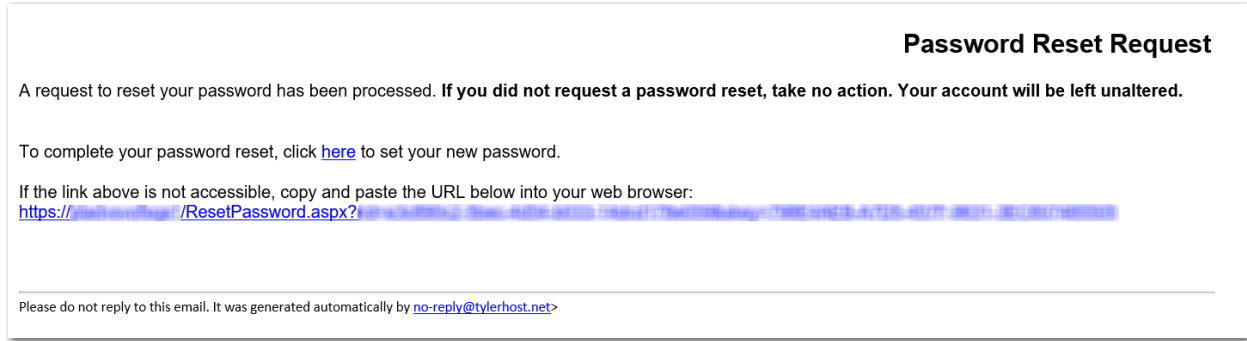 Password Reset Request
A request to reset your password has been processed. If you did not request a password reset, take no action. Your account will be left unaltered.
To complete your password reset, click here to set your new password.
If the link above is not accessible, copy and paste the URL below into your web browser:
https:// /ResetPassword.aspx?
Please do not reply to this email. It was generated automatically by no-reply@tylerhost.net>